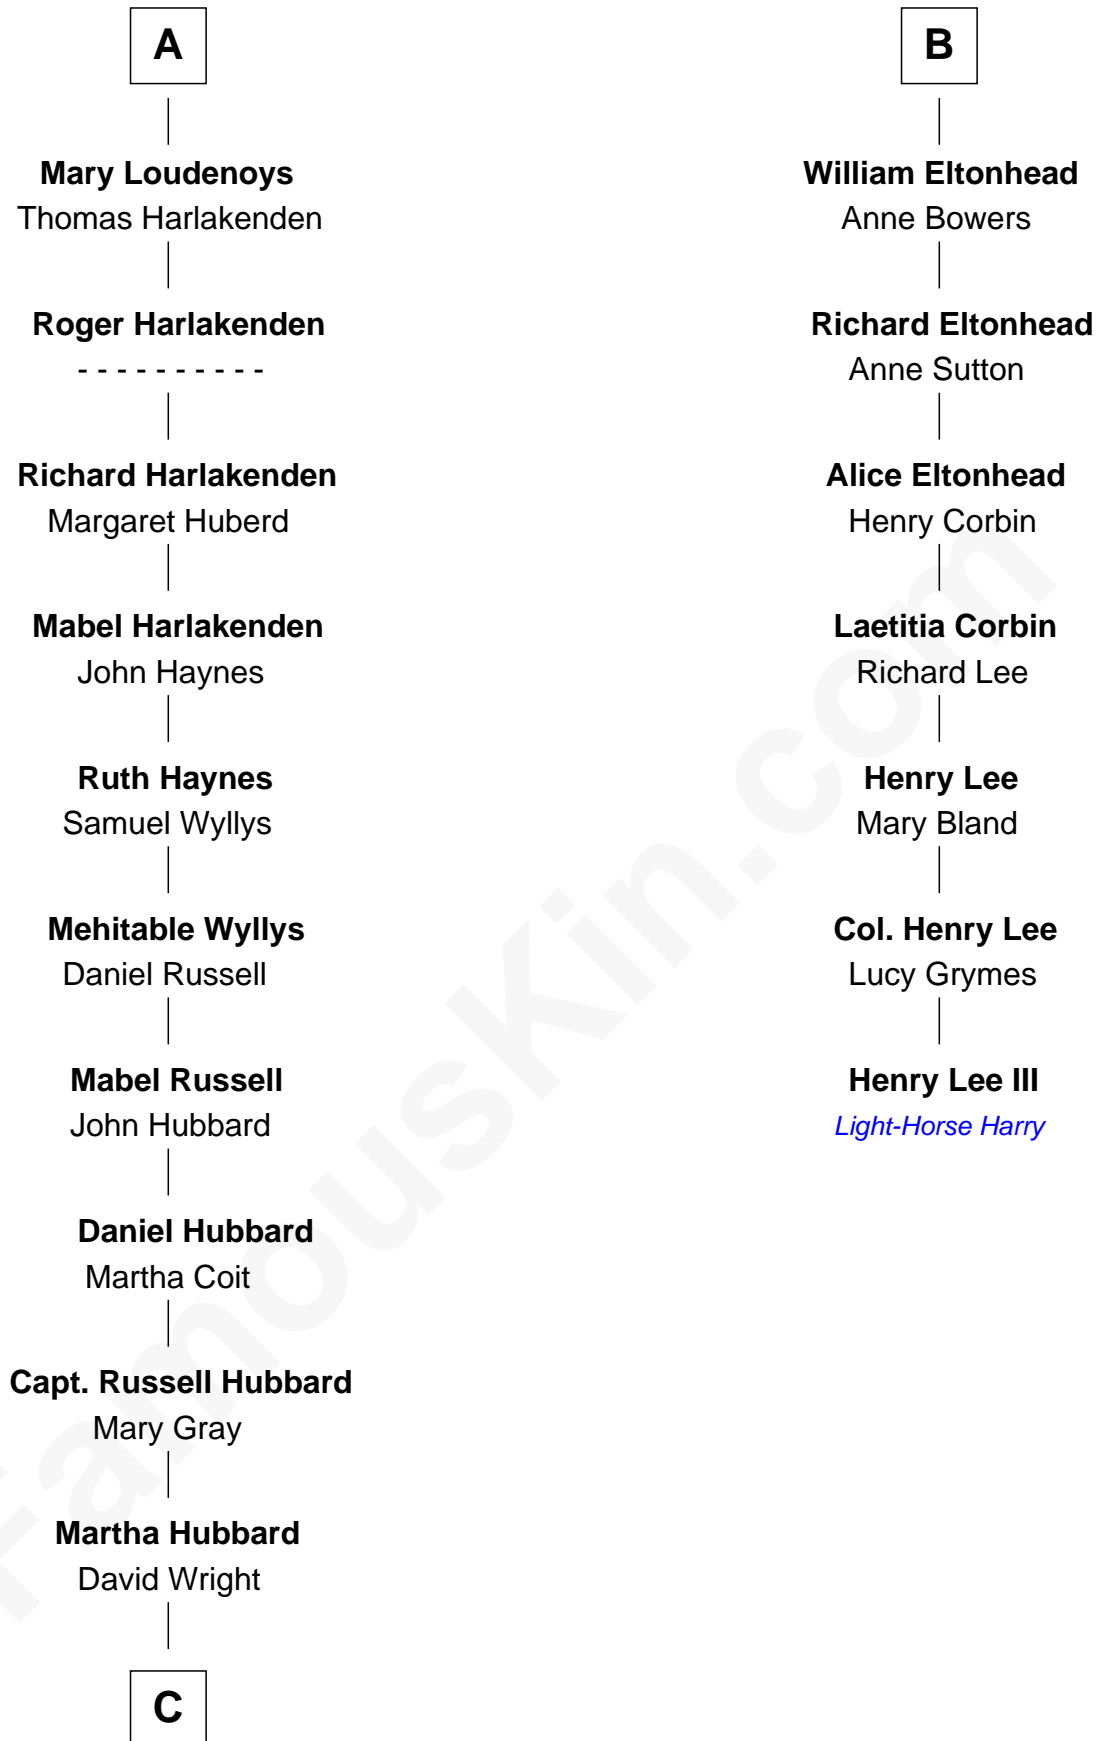 A
Mary Loudenoys
Thomas Harlakenden
Roger Harlakenden
- - - - - - - - - -
Richard Harlakenden
Margaret Huberd
Mabel Harlakenden
John Haynes
Ruth Haynes
Samuel Wyllys
Mehitable Wyllys
Daniel Russell
Mabel Russell
John Hubbard
Daniel Hubbard
Martha Coit
Capt. Russell Hubbard
Mary Gray
Martha Hubbard
David Wright
C
B
William Eltonhead
Anne Bowers
Richard Eltonhead
Anne Sutton
Alice Eltonhead
Henry Corbin
Laetitia Corbin
Richard Lee
Henry Lee
Mary Bland
Col. Henry Lee
Lucy Grymes
Henry Lee III
Light-Horse Harry
FamousKin.com